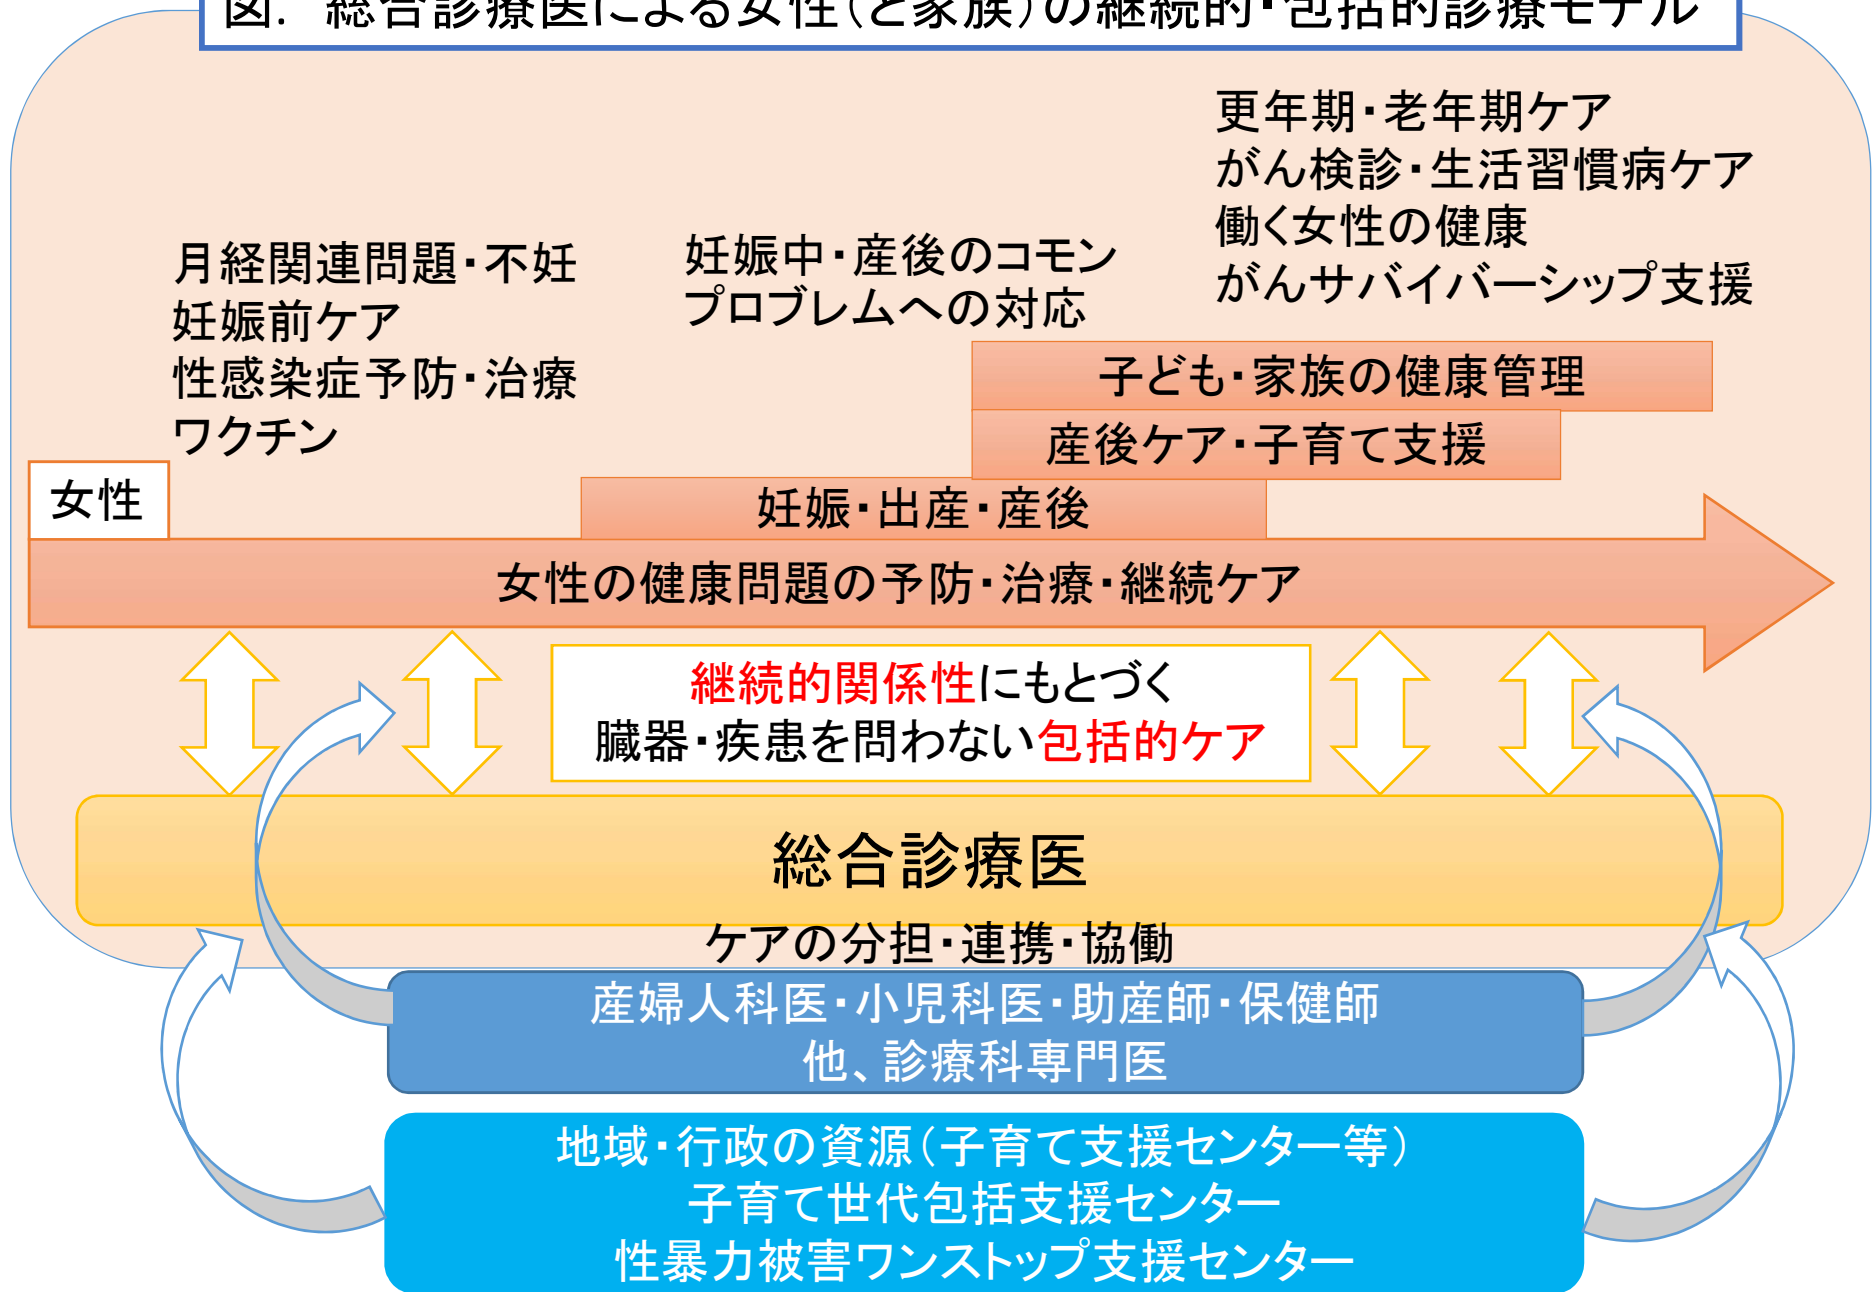 図. 総合診療医による女性(と家族)の継続的・包括的診療モデル
更年期・老年期ケア
がん検診・生活習慣病ケア
働く女性の健康
がんサバイバーシップ支援
月経関連問題・不妊
妊娠前ケア
性感染症予防・治療
ワクチン
妊娠中・産後のコモン
プロブレムへの対応
子ども・家族の健康管理
産後ケア・子育て支援
妊娠・出産・産後
女性
女性の健康問題の予防・治療・継続ケア
継続的関係性にもとづく
臓器・疾患を問わない包括的ケア
総合診療医
ケアの分担・連携・協働
産婦人科医・小児科医・助産師・保健師
他、診療科専門医
地域・行政の資源(子育て支援センター等)
子育て世代包括支援センター
性暴力被害ワンストップ支援センター